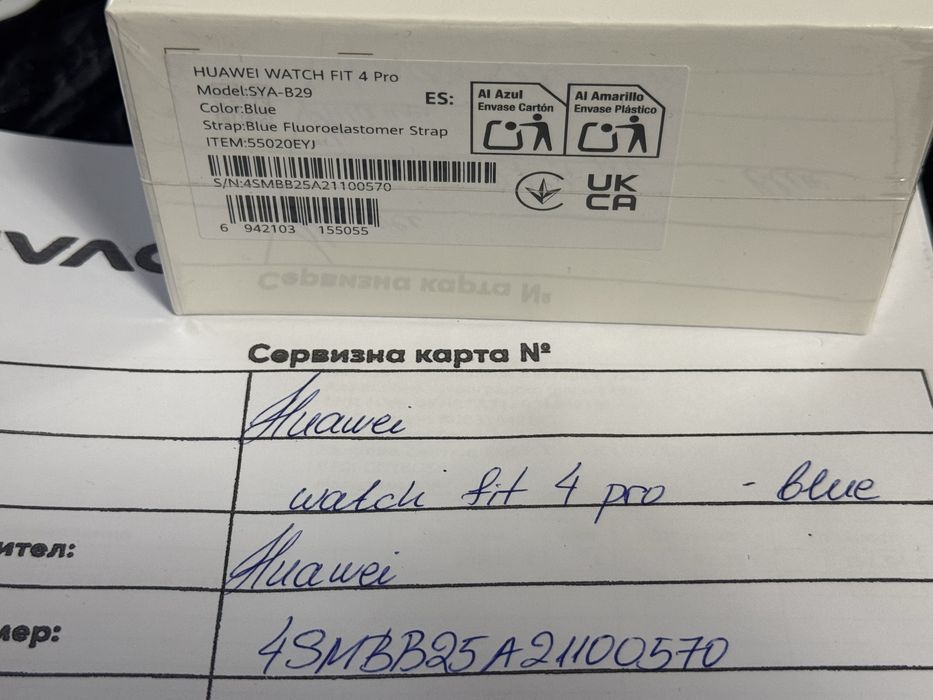 HUAWEI WATCH FIT 4 Pro
Model:SYA-B29
Color:Blue
Strap:Blue Fluoroelastomer Strap
ITEM:55020EYJ
S/N:4SMBB25A21100570
6 942103 155055
ES:
Al Azul
Envase Cartón
Al Amarillo
Envase Plástico
UK
CA
Сервизна карта №
Huawei
watch fit 4 pro - blue
ител:
Huawei
мер:
4SMBB25A21100570